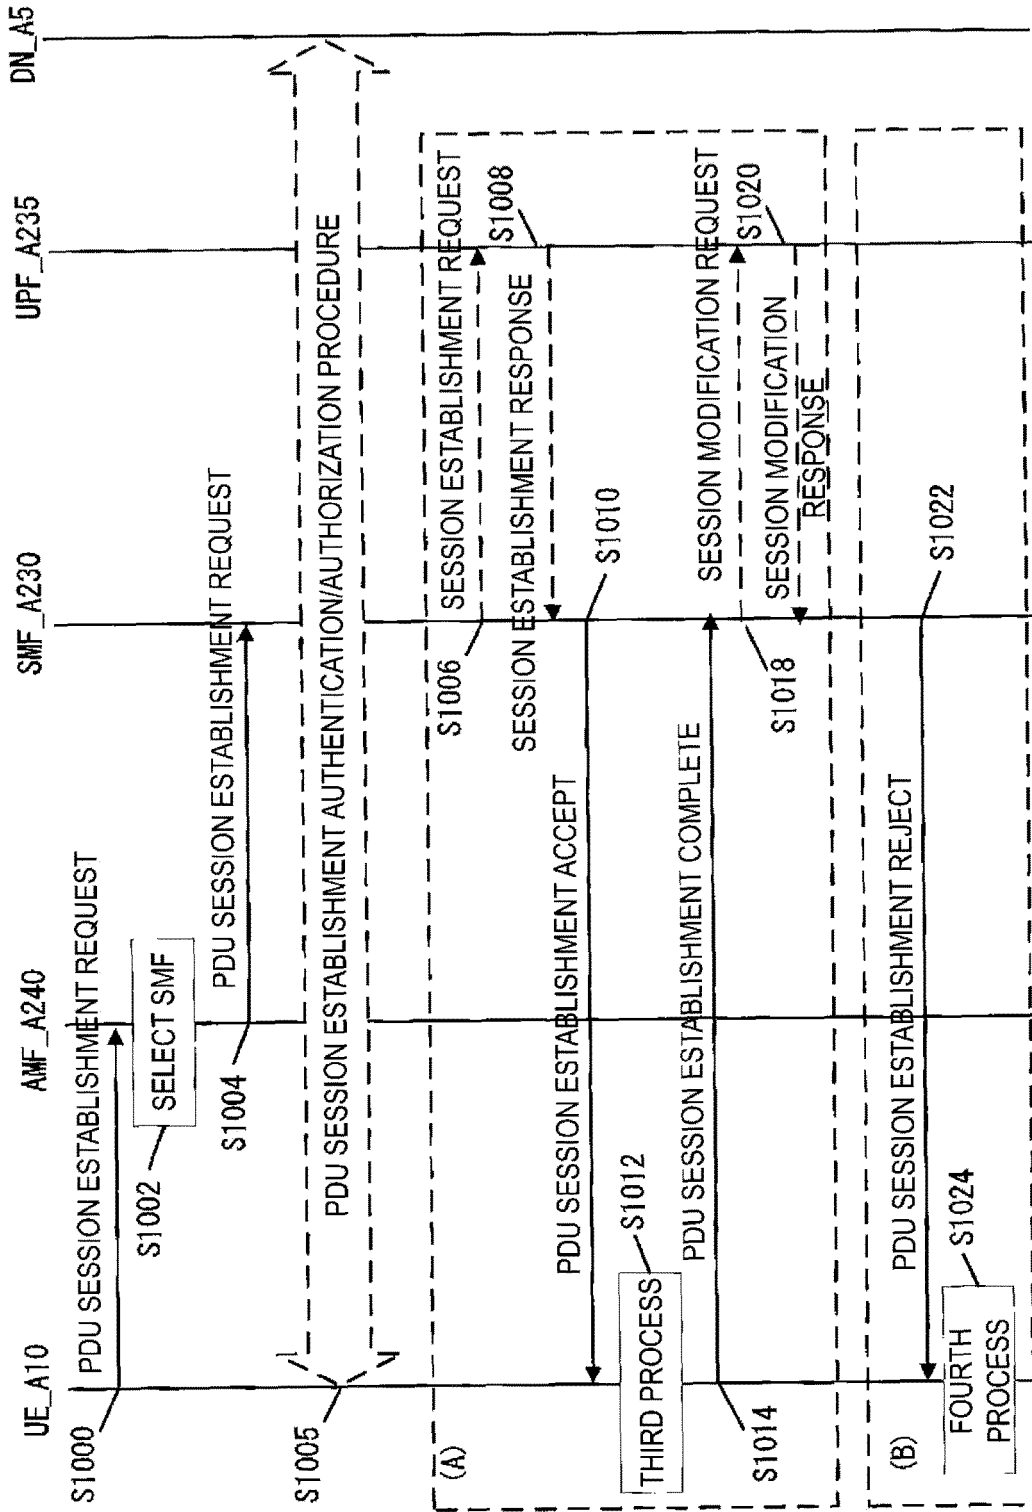 UE_A10
AMF_A240
SMF_A230
UPF_A235
DN_A5
S1000
PDU SESSION ESTABLISHMENT REQUEST
S1002
SELECT SMF
S1004
PDU SESSION ESTABLISHMENT REQUEST
S1005
PDU SESSION ESTABLISHMENT AUTHENTICATION/AUTHORIZATION PROCEDURE
(A)
SESSION ESTABLISHMENT REQUEST
S1006
S1008
SESSION ESTABLISHMENT RESPONSE
PDU SESSION ESTABLISHMENT ACCEPT
S1010
THIRD PROCESS
S1012
PDU SESSION ESTABLISHMENT COMPLETE
S1014
SESSION MODIFICATION REQUEST
S1018
S1020
SESSION MODIFICATION
RESPONSE
(B)
PDU SESSION ESTABLISHMENT REJECT
S1022
FOURTH
PROCESS
S1024